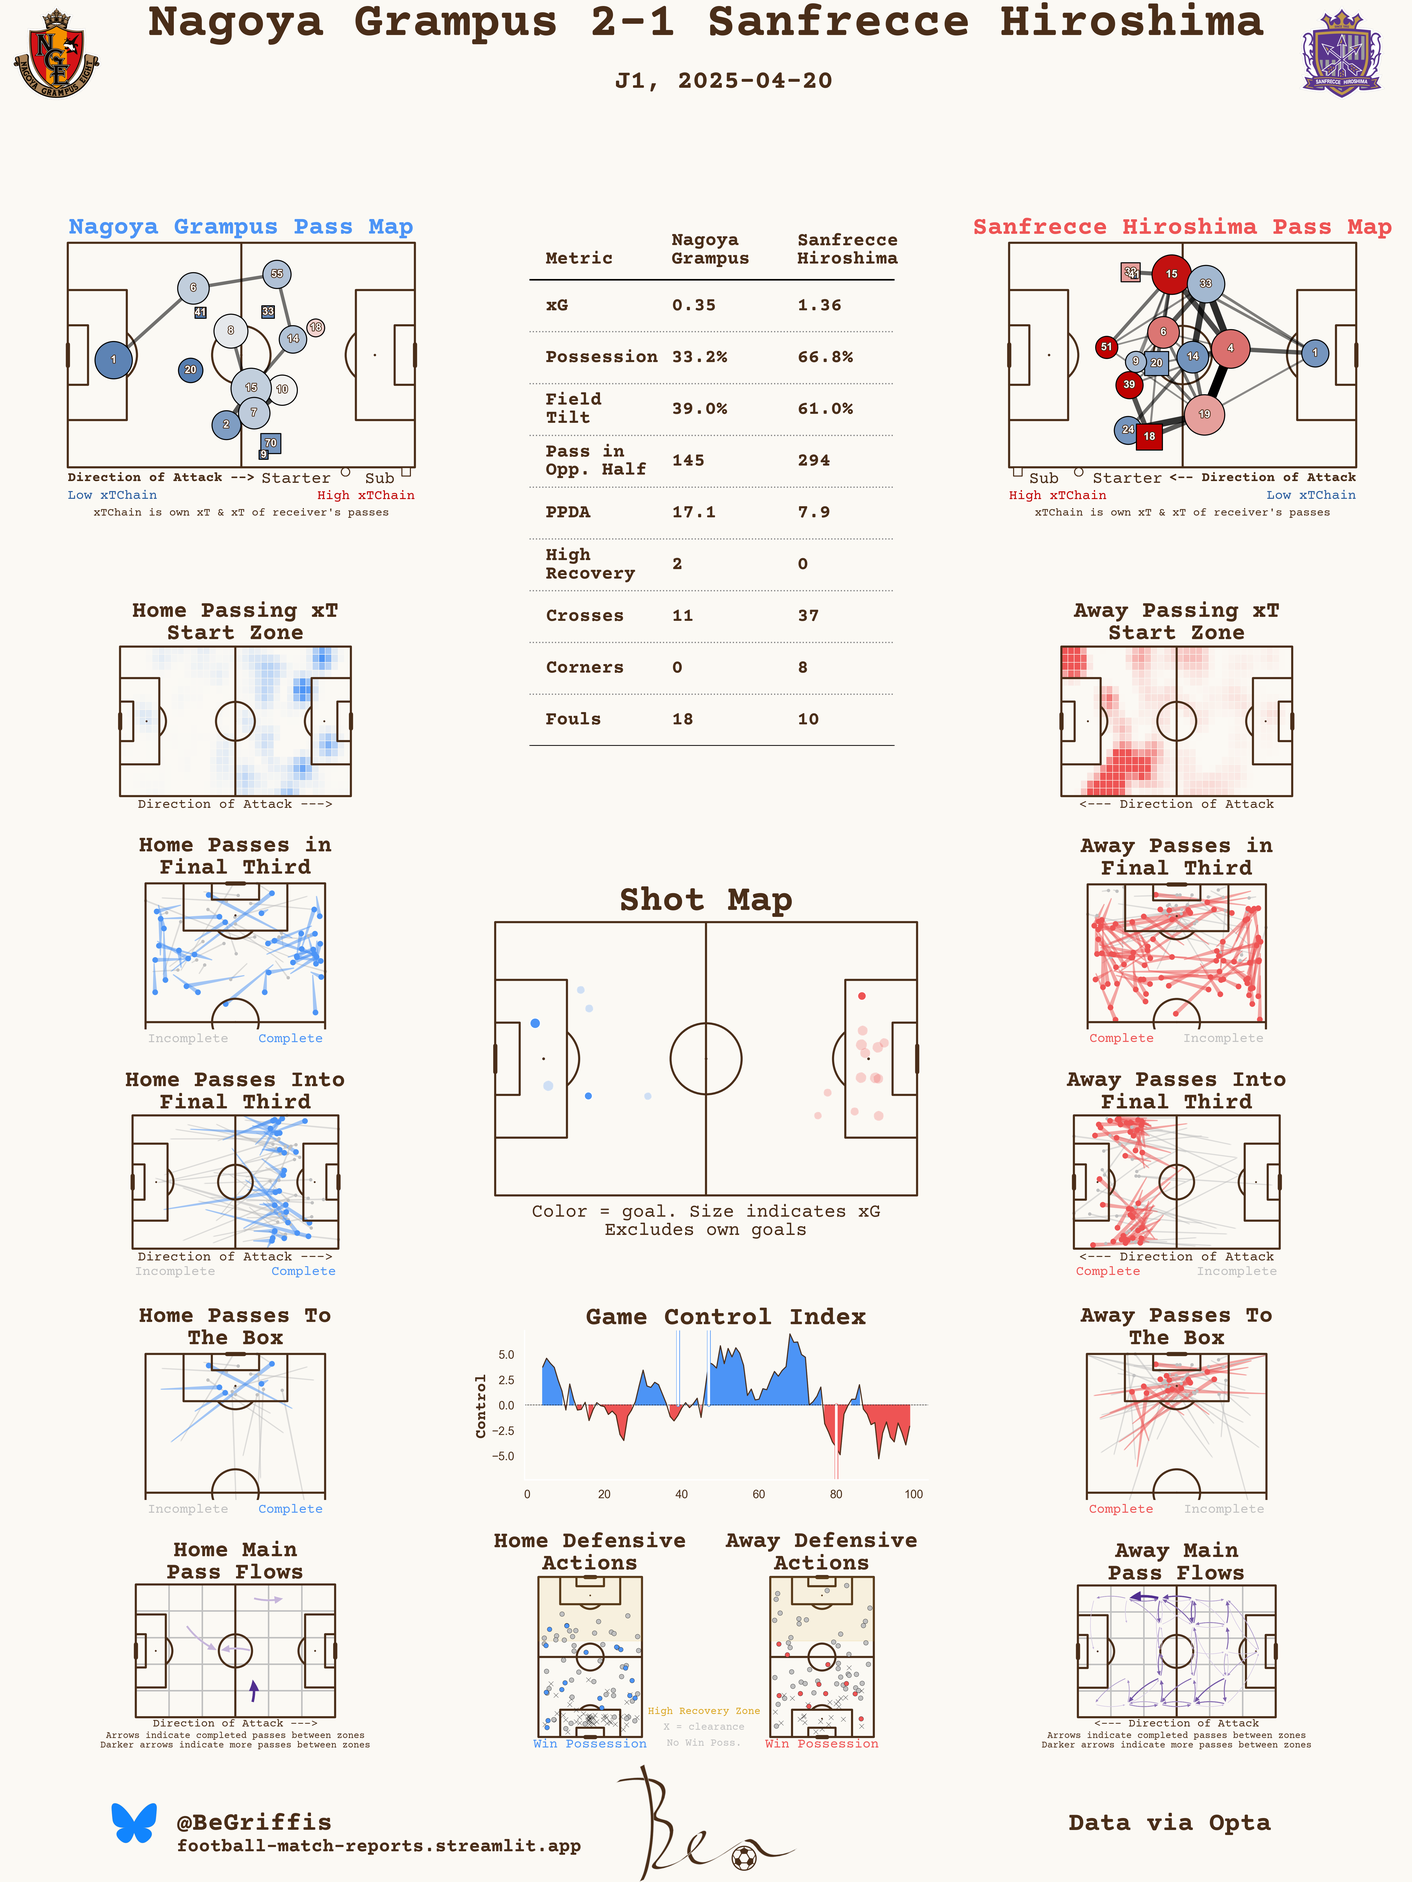 Nagoya Grampus 2-1 Sanfrecce Hiroshima
J1, 2025-04-20
NAGOYA GRAMPUS EIGHT
SANFRECCE HIROSHIMA
Nagoya Grampus Pass Map
6
55
41
33
8
18
14
1
20
15
10
7
2
70
9
Direction of Attack --> Starter Sub
Low xTChain High xTChain
xTChain is own xT & xT of receiver's passes
Metric Nagoya Grampus Sanfrecce Hiroshima
xG 0.35 1.36
Possession 33.2% 66.8%
Field Tilt 39.0% 61.0%
Pass in Opp. Half 145 294
PPDA 17.1 7.9
High Recovery 2 0
Crosses 11 37
Corners 0 8
Fouls 18 10
Sanfrecce Hiroshima Pass Map
15
33
6
51
4
9
20
14
1
39
19
24
18
Sub Starter <-- Direction of Attack
High xTChain Low xTChain
xTChain is own xT & xT of receiver's passes
Home Passing xT
Start Zone
Direction of Attack --->
Away Passing xT
Start Zone
<--- Direction of Attack
Home Passes in
Final Third
Incomplete Complete
Away Passes in
Final Third
Complete Incomplete
Shot Map
Color = goal. Size indicates xG
Excludes own goals
Home Passes Into
Final Third
Direction of Attack --->
Incomplete Complete
Away Passes Into
Final Third
<--- Direction of Attack
Complete Incomplete
Home Passes To
The Box
Incomplete Complete
Game Control Index
Control
5.0
2.5
0.0
−2.5
−5.0
0 20 40 60 80 100
Away Passes To
The Box
Complete Incomplete
Home Main
Pass Flows
Direction of Attack --->
Arrows indicate completed passes between zones
Darker arrows indicate more passes between zones
Home Defensive
Actions
Win Possession
Away Defensive
Actions
Win Possession
High Recovery Zone
X = clearance
No Win Poss.
Away Main
Pass Flows
<--- Direction of Attack
Arrows indicate completed passes between zones
Darker arrows indicate more passes between zones
@BeGriffis
football-match-reports.streamlit.app
Ben
Data via Opta